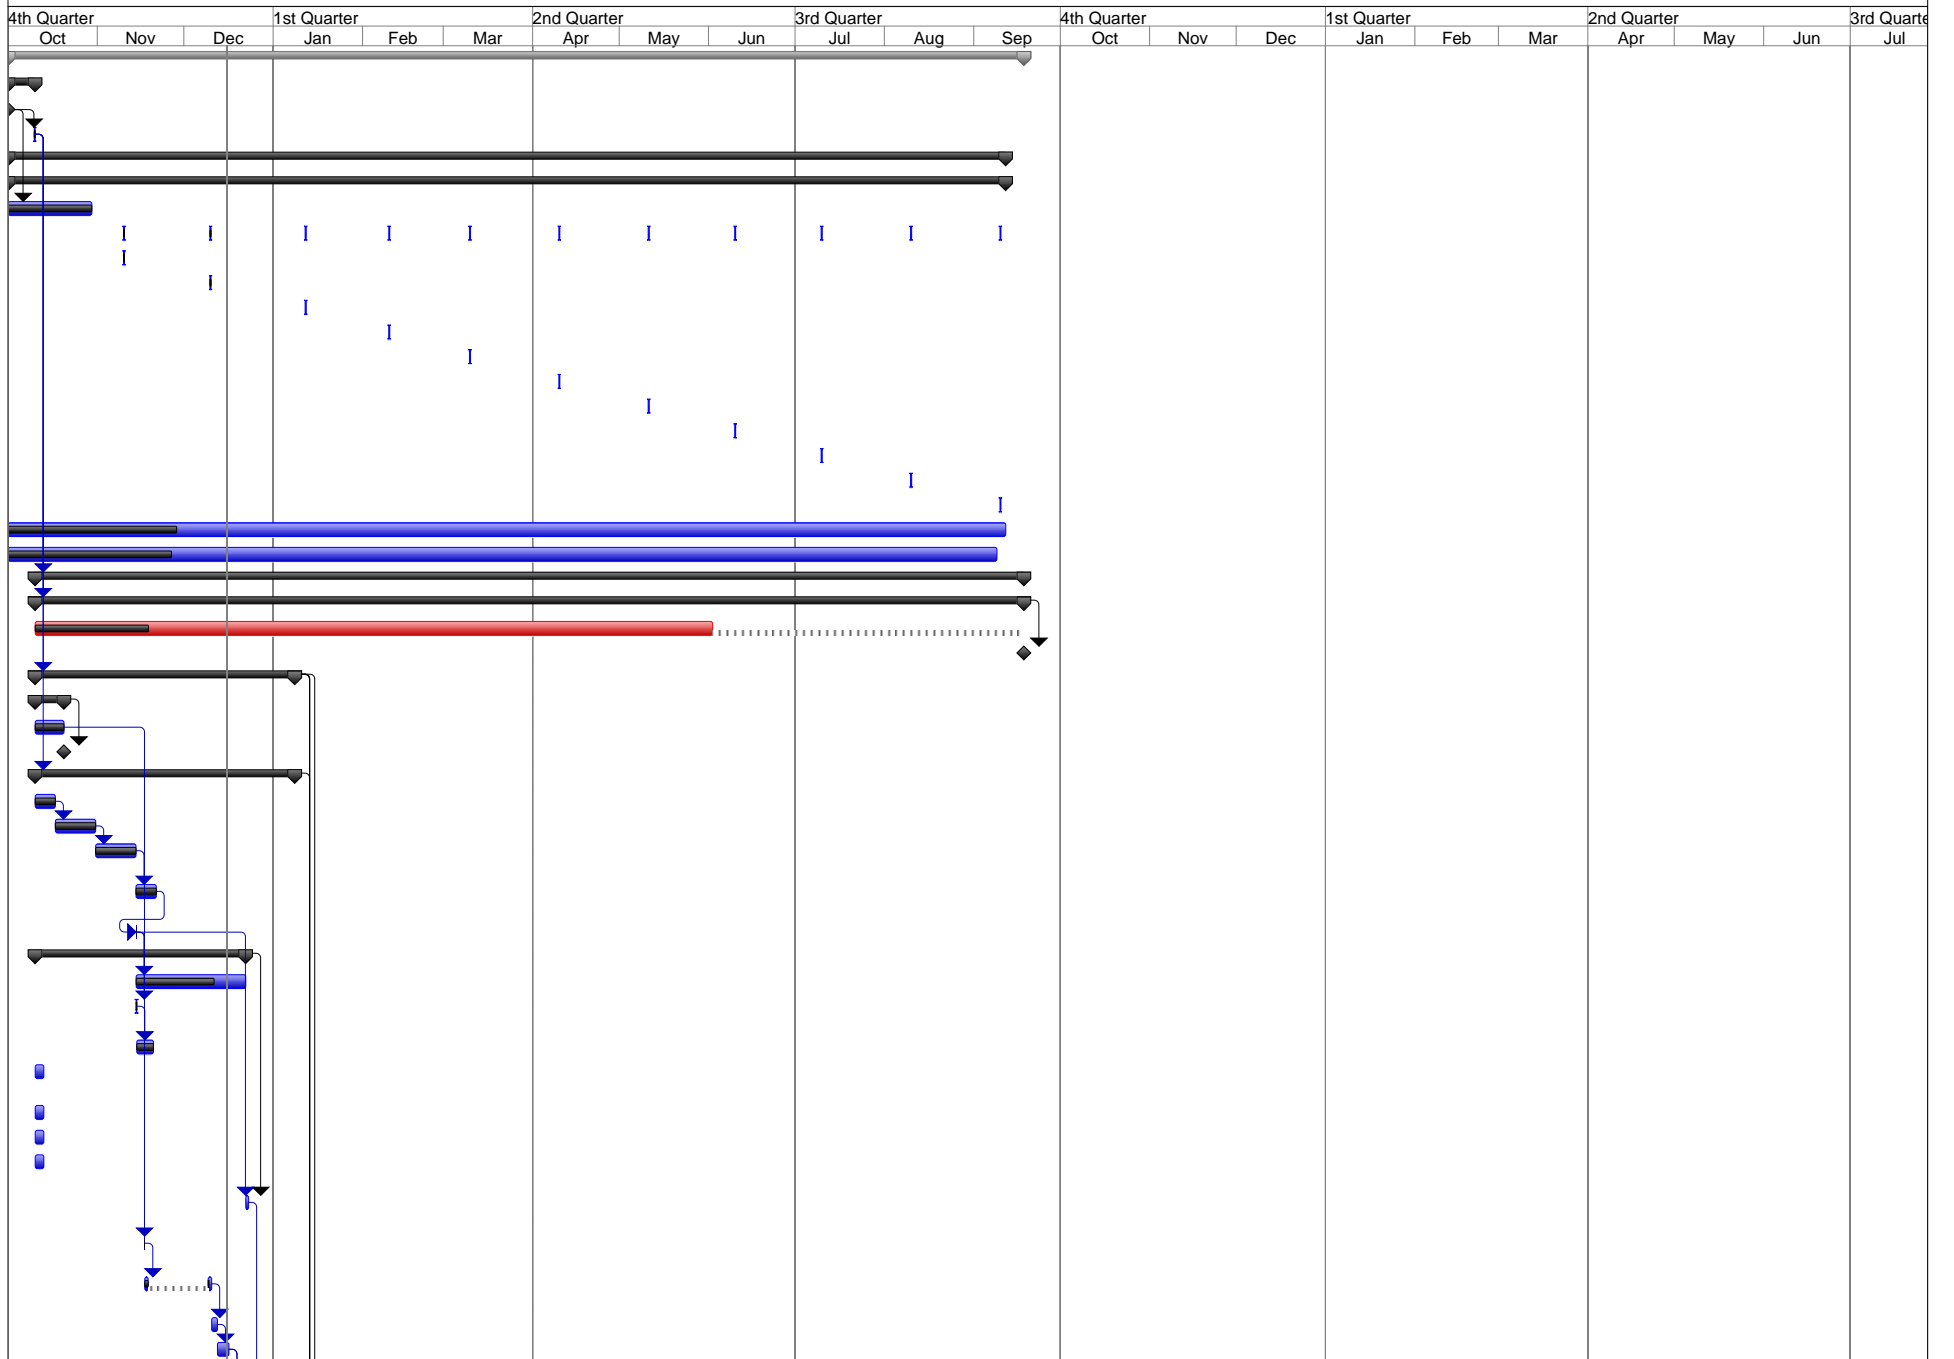 4th Quarter 1st Quarter 2nd Quarter 3rd Quarter 4th Quarter 1st Quarter 2nd Quarter 3rd Quarte
Oct Nov Dec Jan Feb Mar Apr May Jun Jul Aug Sep Oct Nov Dec Jan Feb Mar Apr May Jun Jul